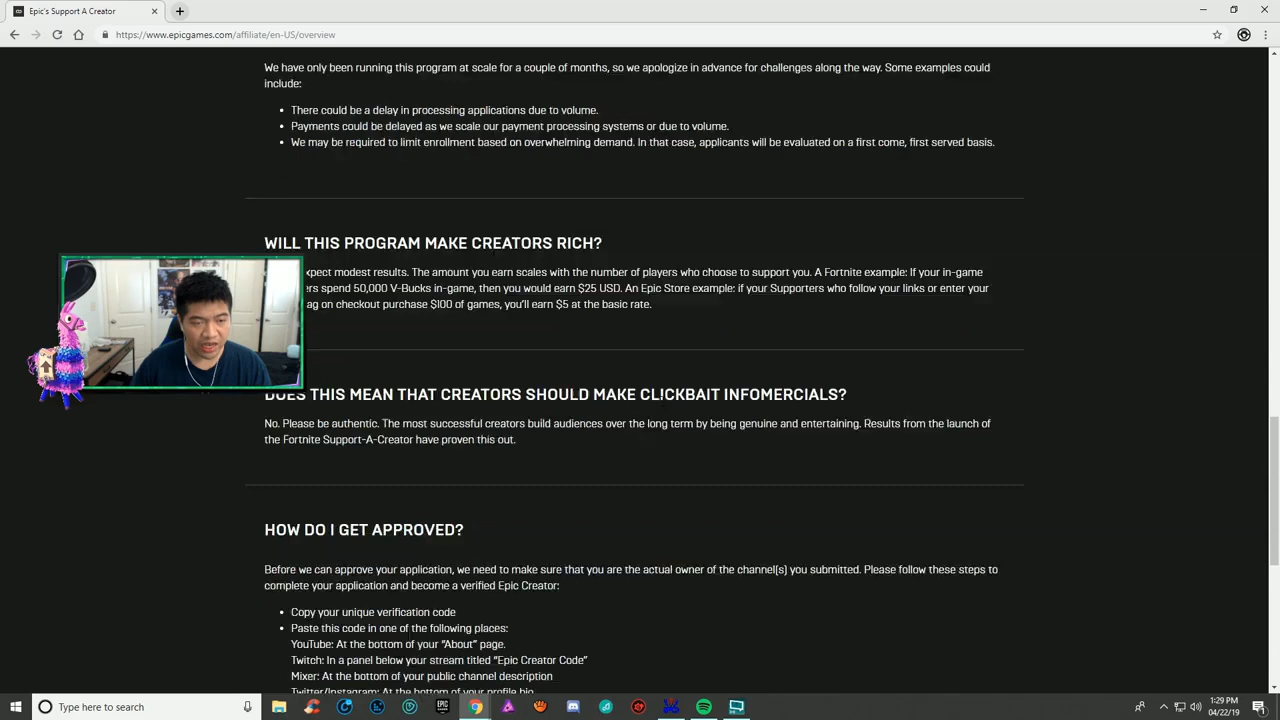 Epic's Support A Creator
https://www.epicgames.com/affiliate/en-US/overview
We have only been running this program at scale for a couple of months, so we apologize in advance for challenges along the way. Some examples could
include:
• There could be a delay in processing applications due to volume.
• Payments could be delayed as we scale our payment processing systems or due to volume.
• We may be required to limit enrollment based on overwhelming demand. In that case, applicants will be evaluated on a first come, first served basis.
WILL THIS PROGRAM MAKE CREATORS RICH?
modest results. The amount you earn scales with the number of players who choose to support you. A Fortnite example: If your in-game
spend 50,000 V-Bucks in-game, then you would earn $25 USD. An Epic Store example: if your Supporters who follow your links or enter your
on checkout purchase $100 of games, you'll earn $5 at the basic rate.
DOES THIS MEAN THAT CREATORS SHOULD MAKE CLICKBAIT INFOMERCIALS?
No. Please be authentic. The most successful creators build audiences over the long term by being genuine and entertaining. Results from the launch of
the Fortnite Support-A-Creator have proven this out.
HOW DO I GET APPROVED?
Before we can approve your application, we need to make sure that you are the actual owner of the channel(s) you submitted. Please follow these steps to
complete your application and become a verified Epic Creator:
• Copy your unique verification code
• Paste this code in one of the following places:
YouTube: At the bottom of your "About" page.
Twitch: In a panel below your stream titled "Epic Creator Code"
Mixer: At the bottom of your public channel description
Twitter/Instagram: At the bottom of your profile bio
Type here to search
EPIC
GAMES
1:29 PM
04/22/19